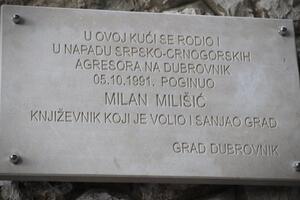 U OVOJ KUĆI SE RODIO I
U NAPADU SRPSKO-CRNOGORSKIH
AGRESORA NA DUBROVNIK
05.10.1991. POGINUO
MILAN MILIŠIĆ
KNJIŽEVNIK KOJI JE VOLIO I SANJAO GRAD
GRAD DUBROVNIK